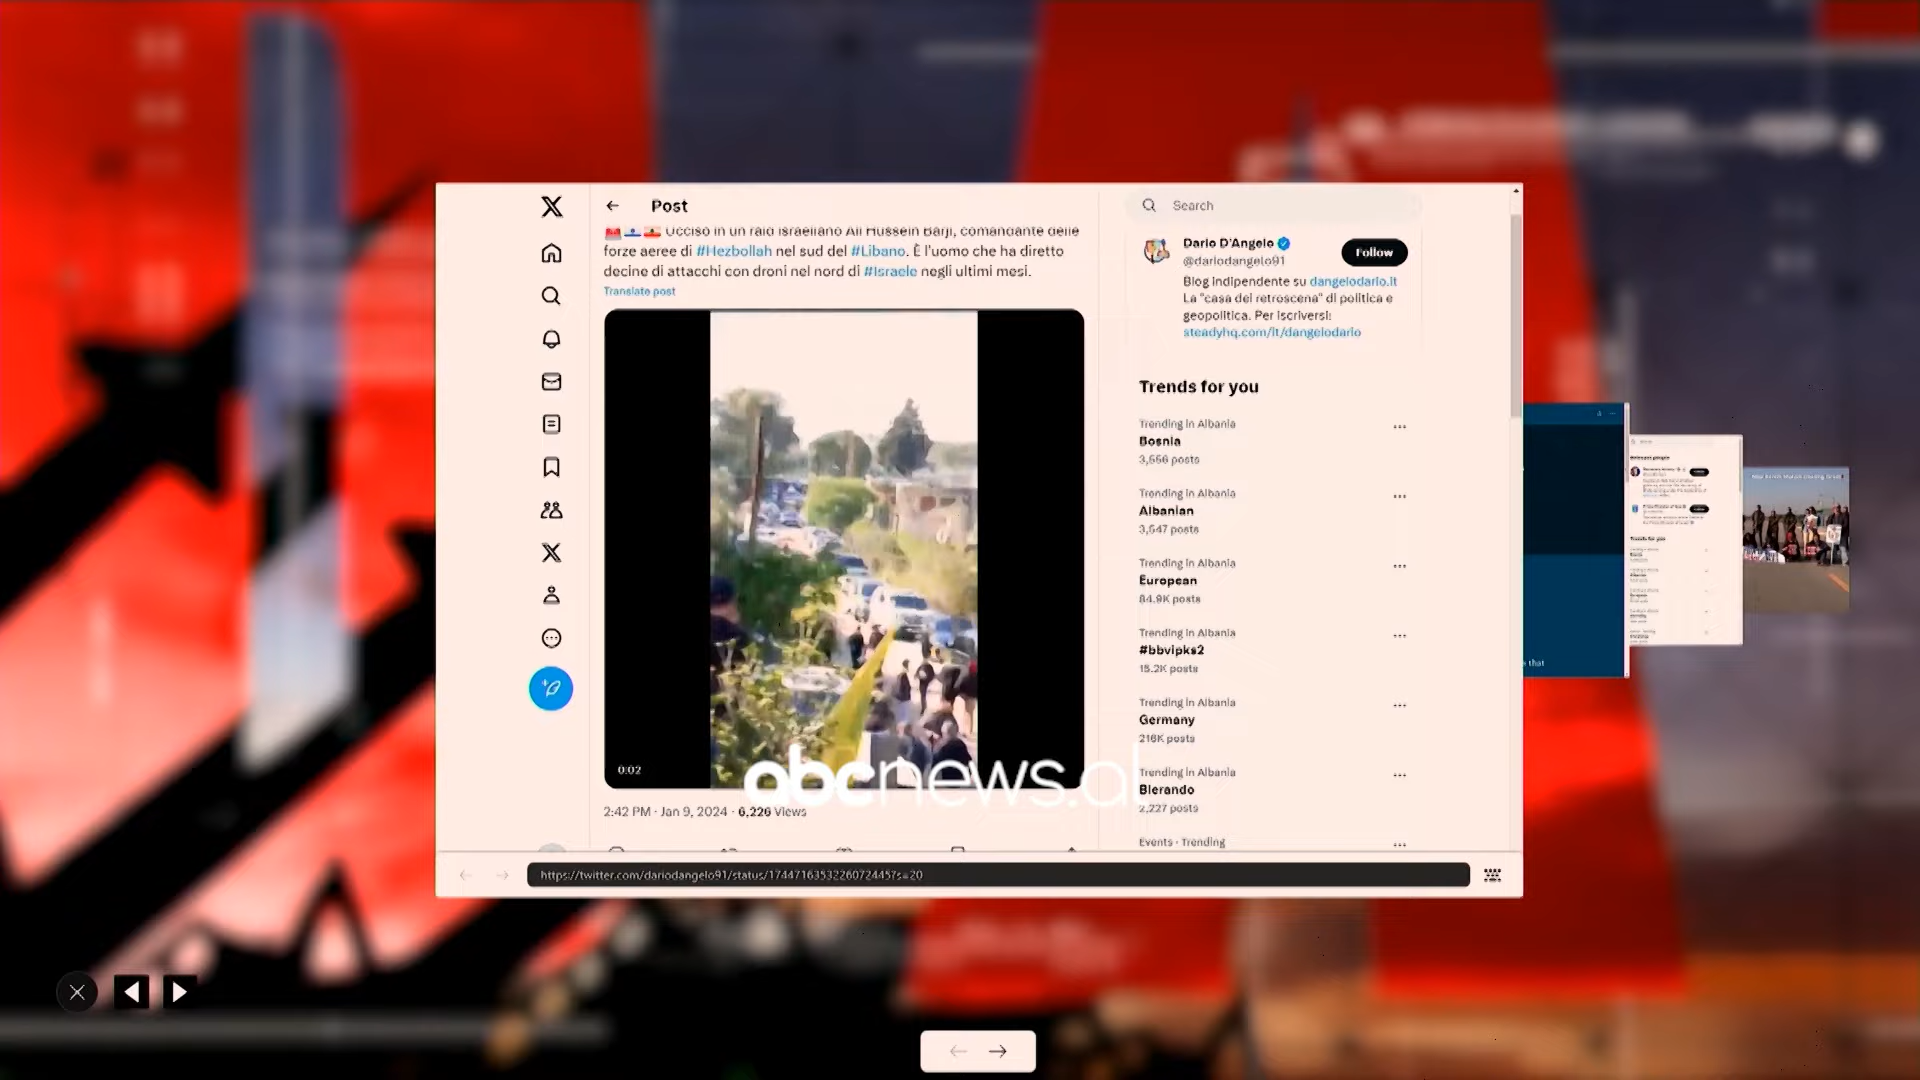 Post
Ucciso in un raid israeliano Ali Hussein Barji, comandante delle
forze aeree di #Hezbollah nel sud del #Libano. È l'uomo che ha diretto
decine di attacchi con droni nel nord di #Israele negli ultimi mesi.
Translate post
0:02
2:42 PM · Jan 9, 2024 · 6,226 Views
Search
Dario D'Angelo
@dariodangelo91
Follow
Blog indipendente su dangelodario.it
La "casa del retroscena" di politica e
geopolitica. Per iscriversi:
steadyhq.com/it/dangelodario
Trends for you
Trending in Albania
Bosnia
3,556 posts
Trending in Albania
Albanian
3,547 posts
Trending in Albania
European
84.9K posts
Trending in Albania
#bbvipks2
15.2K posts
Trending in Albania
Germany
216K posts
Trending in Albania
Blerando
2,227 posts
Events · Trending
abcnews.al
https://twitter.com/dariodangelo91/status/1744716353226072445?s=20
that